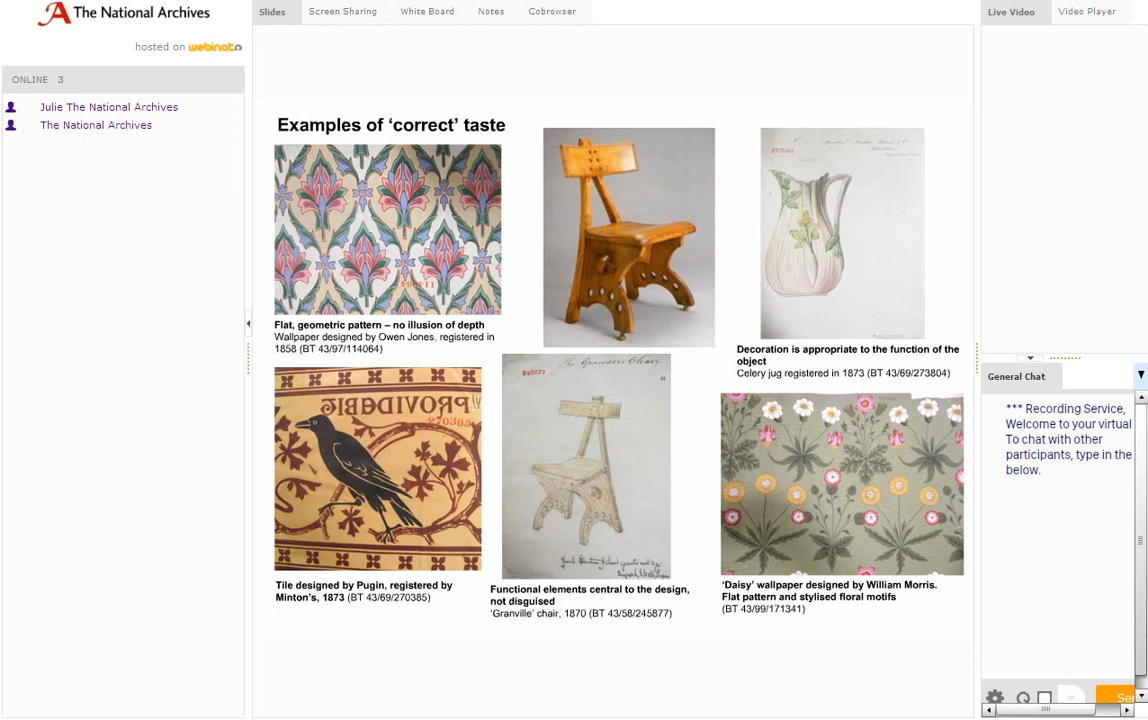 The National Archives
hosted on webinato
ONLINE 3
Julie The National Archives
The National Archives
Slides
Screen Sharing
White Board
Notes
Cobrowser
Examples of ‘correct’ taste
Flat, geometric pattern – no illusion of depth
Wallpaper designed by Owen Jones, registered in
1858 (BT 43/97/114064)
Decoration is appropriate to the function of the
object
Celery jug registered in 1873 (BT 43/69/273804)
PROVIDEBIT
270385
Tile designed by Pugin, registered by
Minton’s, 1873 (BT 43/69/270385)
The Granville Chair
Functional elements central to the design,
not disguised
‘Granville’ chair, 1870 (BT 43/58/245877)
‘Daisy’ wallpaper designed by William Morris.
Flat pattern and stylised floral motifs
(BT 43/99/171341)
Live Video
Video Player
General Chat
*** Recording Service,
Welcome to your virtual
To chat with other
participants, type in the
below.
Se